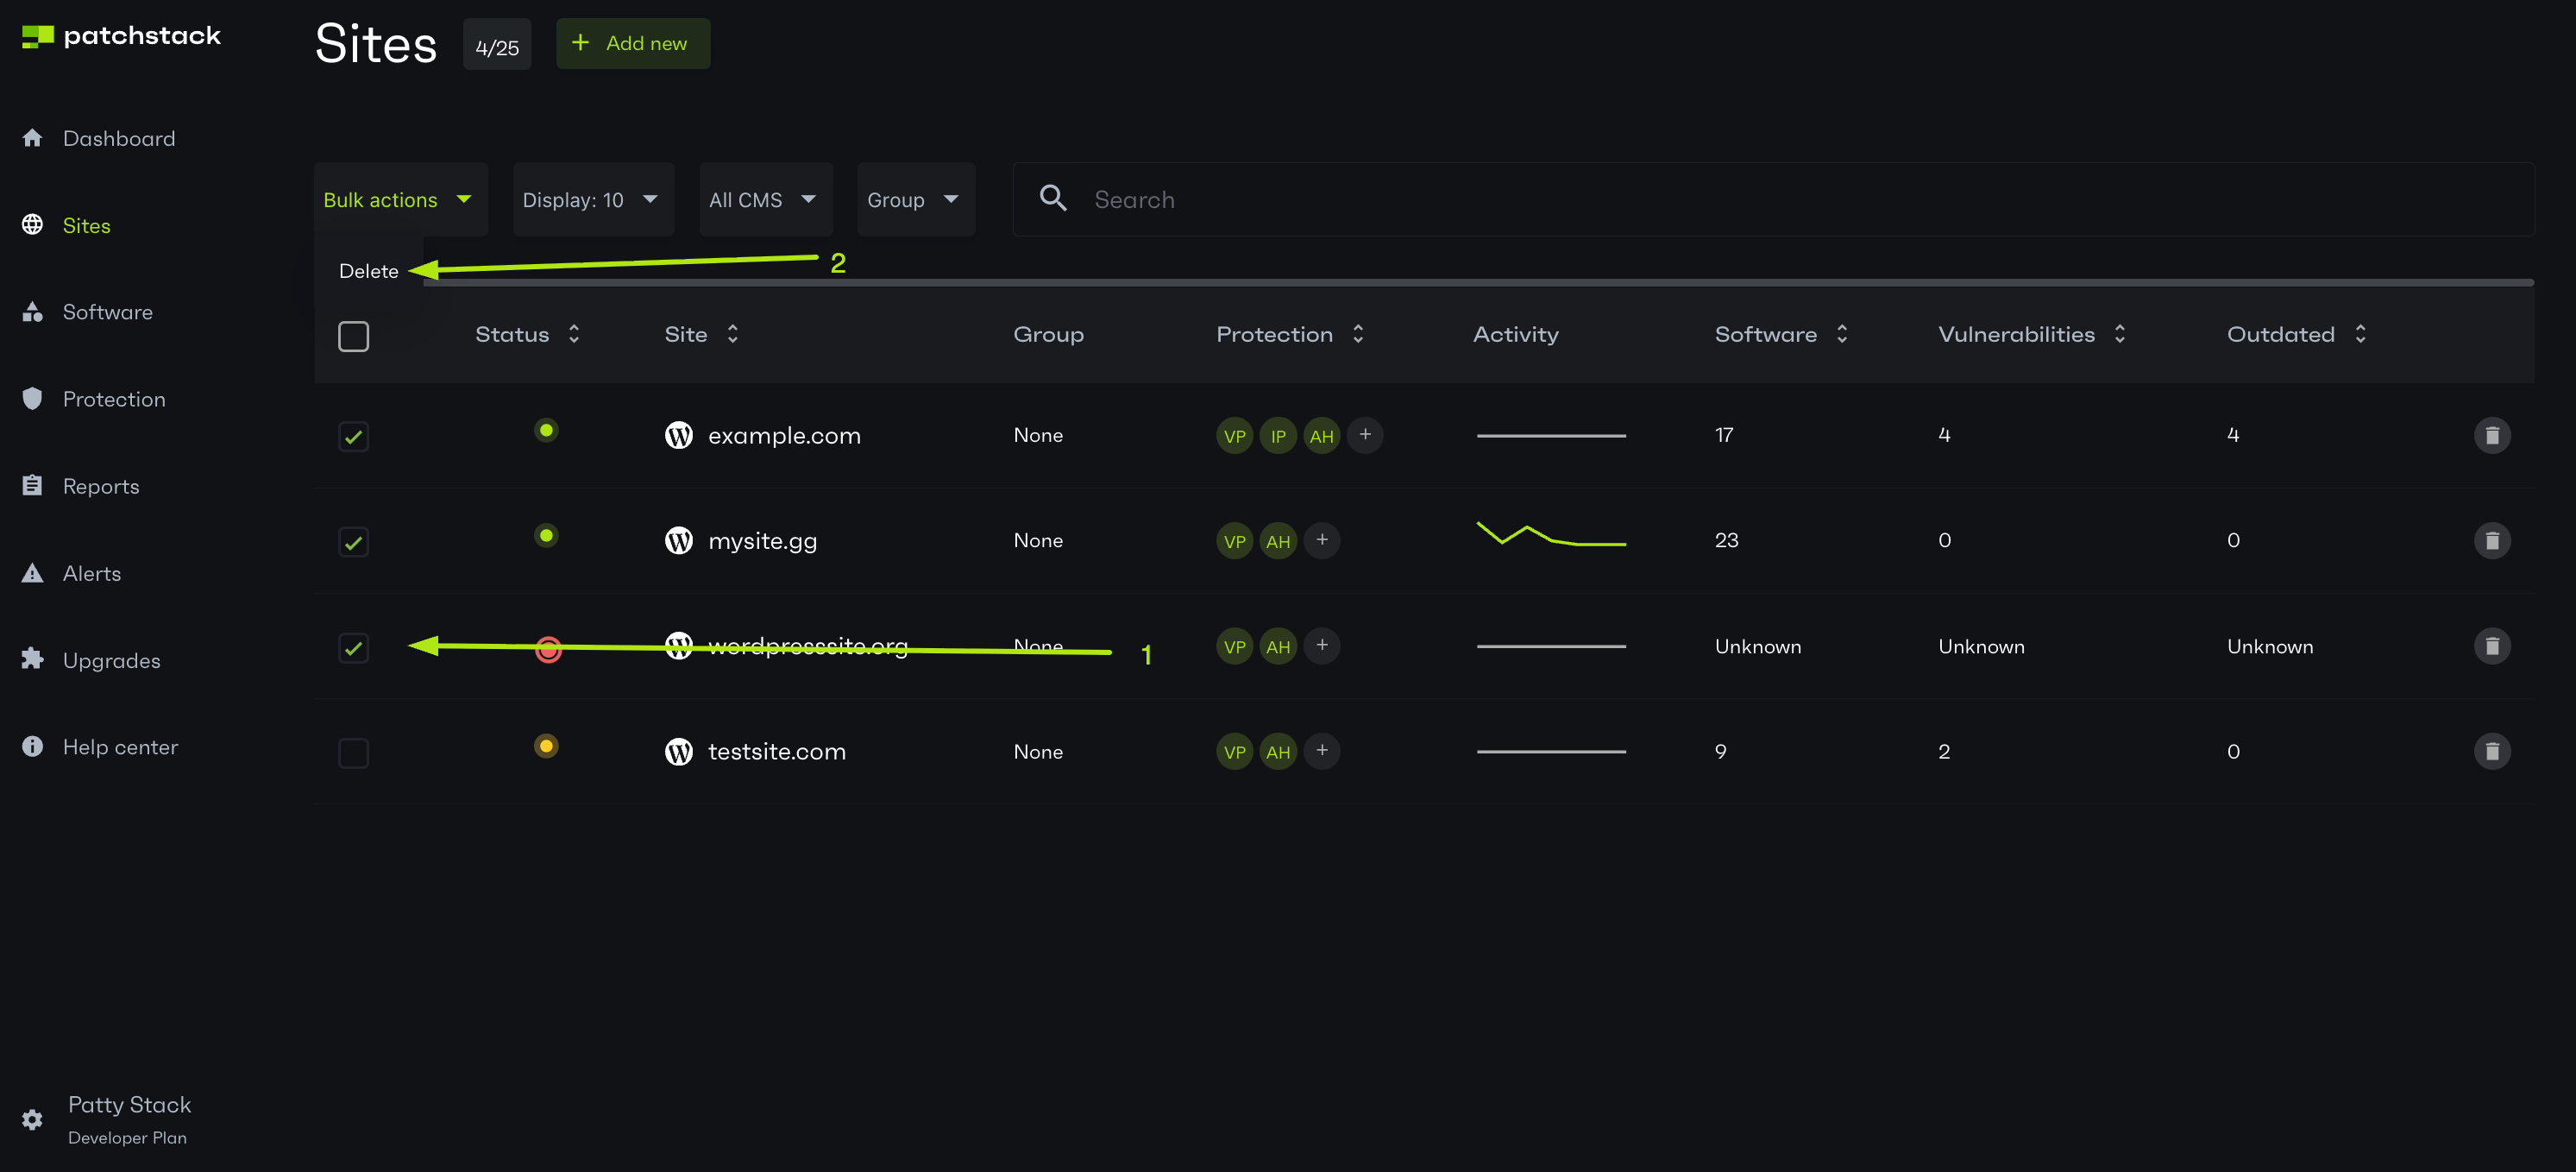 patchstack
Sites 4/25 + Add new
Dashboard
Sites
Software
Protection
Reports
Alerts
Upgrades
Help center
Bulk actions Display: 10 All CMS Group Search
Delete 2
Status Site Group Protection Activity Software Vulnerabilities Outdated
example.com None VP IP AH + 17 4 4
mysite.gg None VP AH + 23 0 0
wordpresssite.org None 1 VP AH + Unknown Unknown Unknown
testsite.com None VP AH + 9 2 0
Patty Stack
Developer Plan